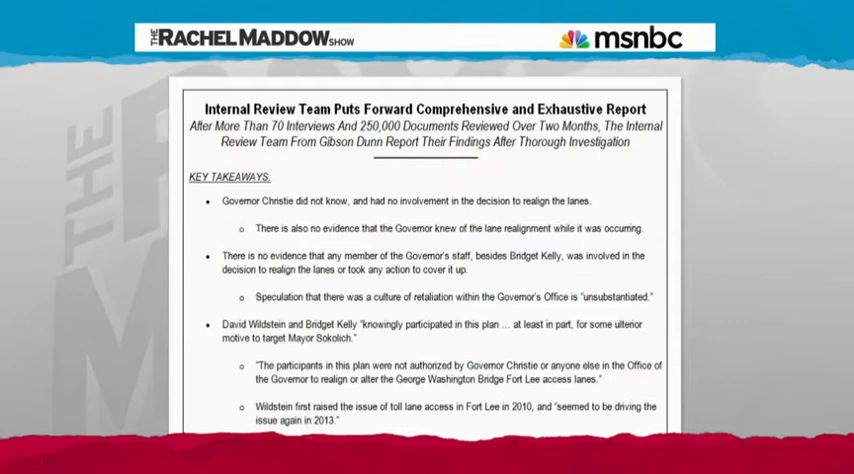 THE RACHEL MADDOW SHOW
msnbc
Internal Review Team Puts Forward Comprehensive and Exhaustive Report
After More Than 70 Interviews And 250,000 Documents Reviewed Over Two Months, The Internal
Review Team From Gibson Dunn Report Their Findings After Thorough Investigation
KEY TAKEAWAYS:
• Governor Christie did not know, and had no involvement in the decision to realign the lanes.
o There is also no evidence that the Governor knew of the lane realignment while it was occurring.
• There is no evidence that any member of the Governor's staff, besides Bridget Kelly, was involved in the
decision to realign the lanes or took any action to cover it up.
o Speculation that there was a culture of retaliation within the Governor's Office is "unsubstantiated."
• David Wildstein and Bridget Kelly "knowingly participated in this plan ... at least in part, for some ulterior
motive to target Mayor Sokolich."
o "The participants in this plan were not authorized by Governor Christie or anyone else in the Office of
the Governor to realign or alter the George Washington Bridge Fort Lee access lanes."
o Wildstein first raised the issue of toll lane access in Fort Lee in 2010, and "seemed to be driving the
issue again in 2013."
THE